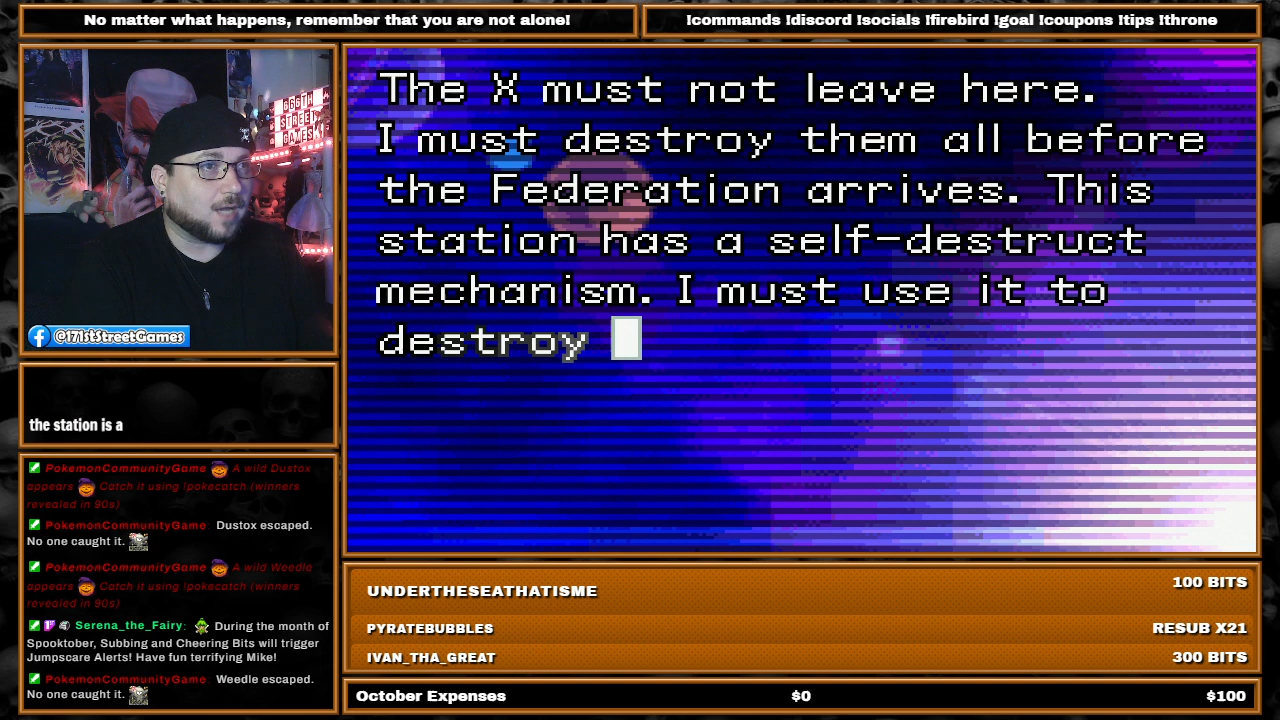 No matter what happens, remember that you are not alone!
!commands !discord !socials !firebird !goal !coupons !tips !throne
666TH
STREET
GAMES
@171stStreetGames
The X must not leave here.
I must destroy them all before
the Federation arrives. This
station has a self-destruct
mechanism. I must use it to
destroy
the station is a
PokemonCommunityGame A wild Dustox
appears Catch it using !pokecatch (winners
revealed in 90s)
PokemonCommunityGame Dustox escaped.
No one caught it.
PokemonCommunityGame A wild Weedle
appears Catch it using !pokecatch (winners
revealed in 90s)
Serena_the_Fairy: During the month of
Spooktober, Subbing and Cheering Bits will trigger
Jumpscare Alerts! Have fun terrifying Mike!
PokemonCommunityGame Weedle escaped.
No one caught it.
UNDERTHESEATHATISME 100 BITS
PYRATEBUBBLES RESUB X21
IVAN_THA_GREAT 300 BITS
October Expenses $0 $100